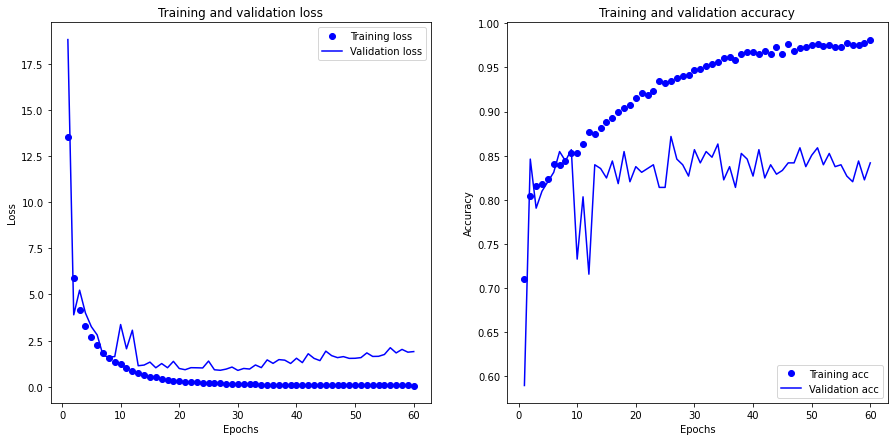 Training and validation loss
Training loss
Validation loss
17.5
15.0
12.5
10.0
7.5
5.0
2.5
0.0
Loss
0 10 20 30 40 50 60
Epochs
Training and validation accuracy
1.00
0.95
0.90
0.85
0.80
0.75
0.70
0.65
0.60
Accuracy
Training acc
Validation acc
0 10 20 30 40 50 60
Epochs